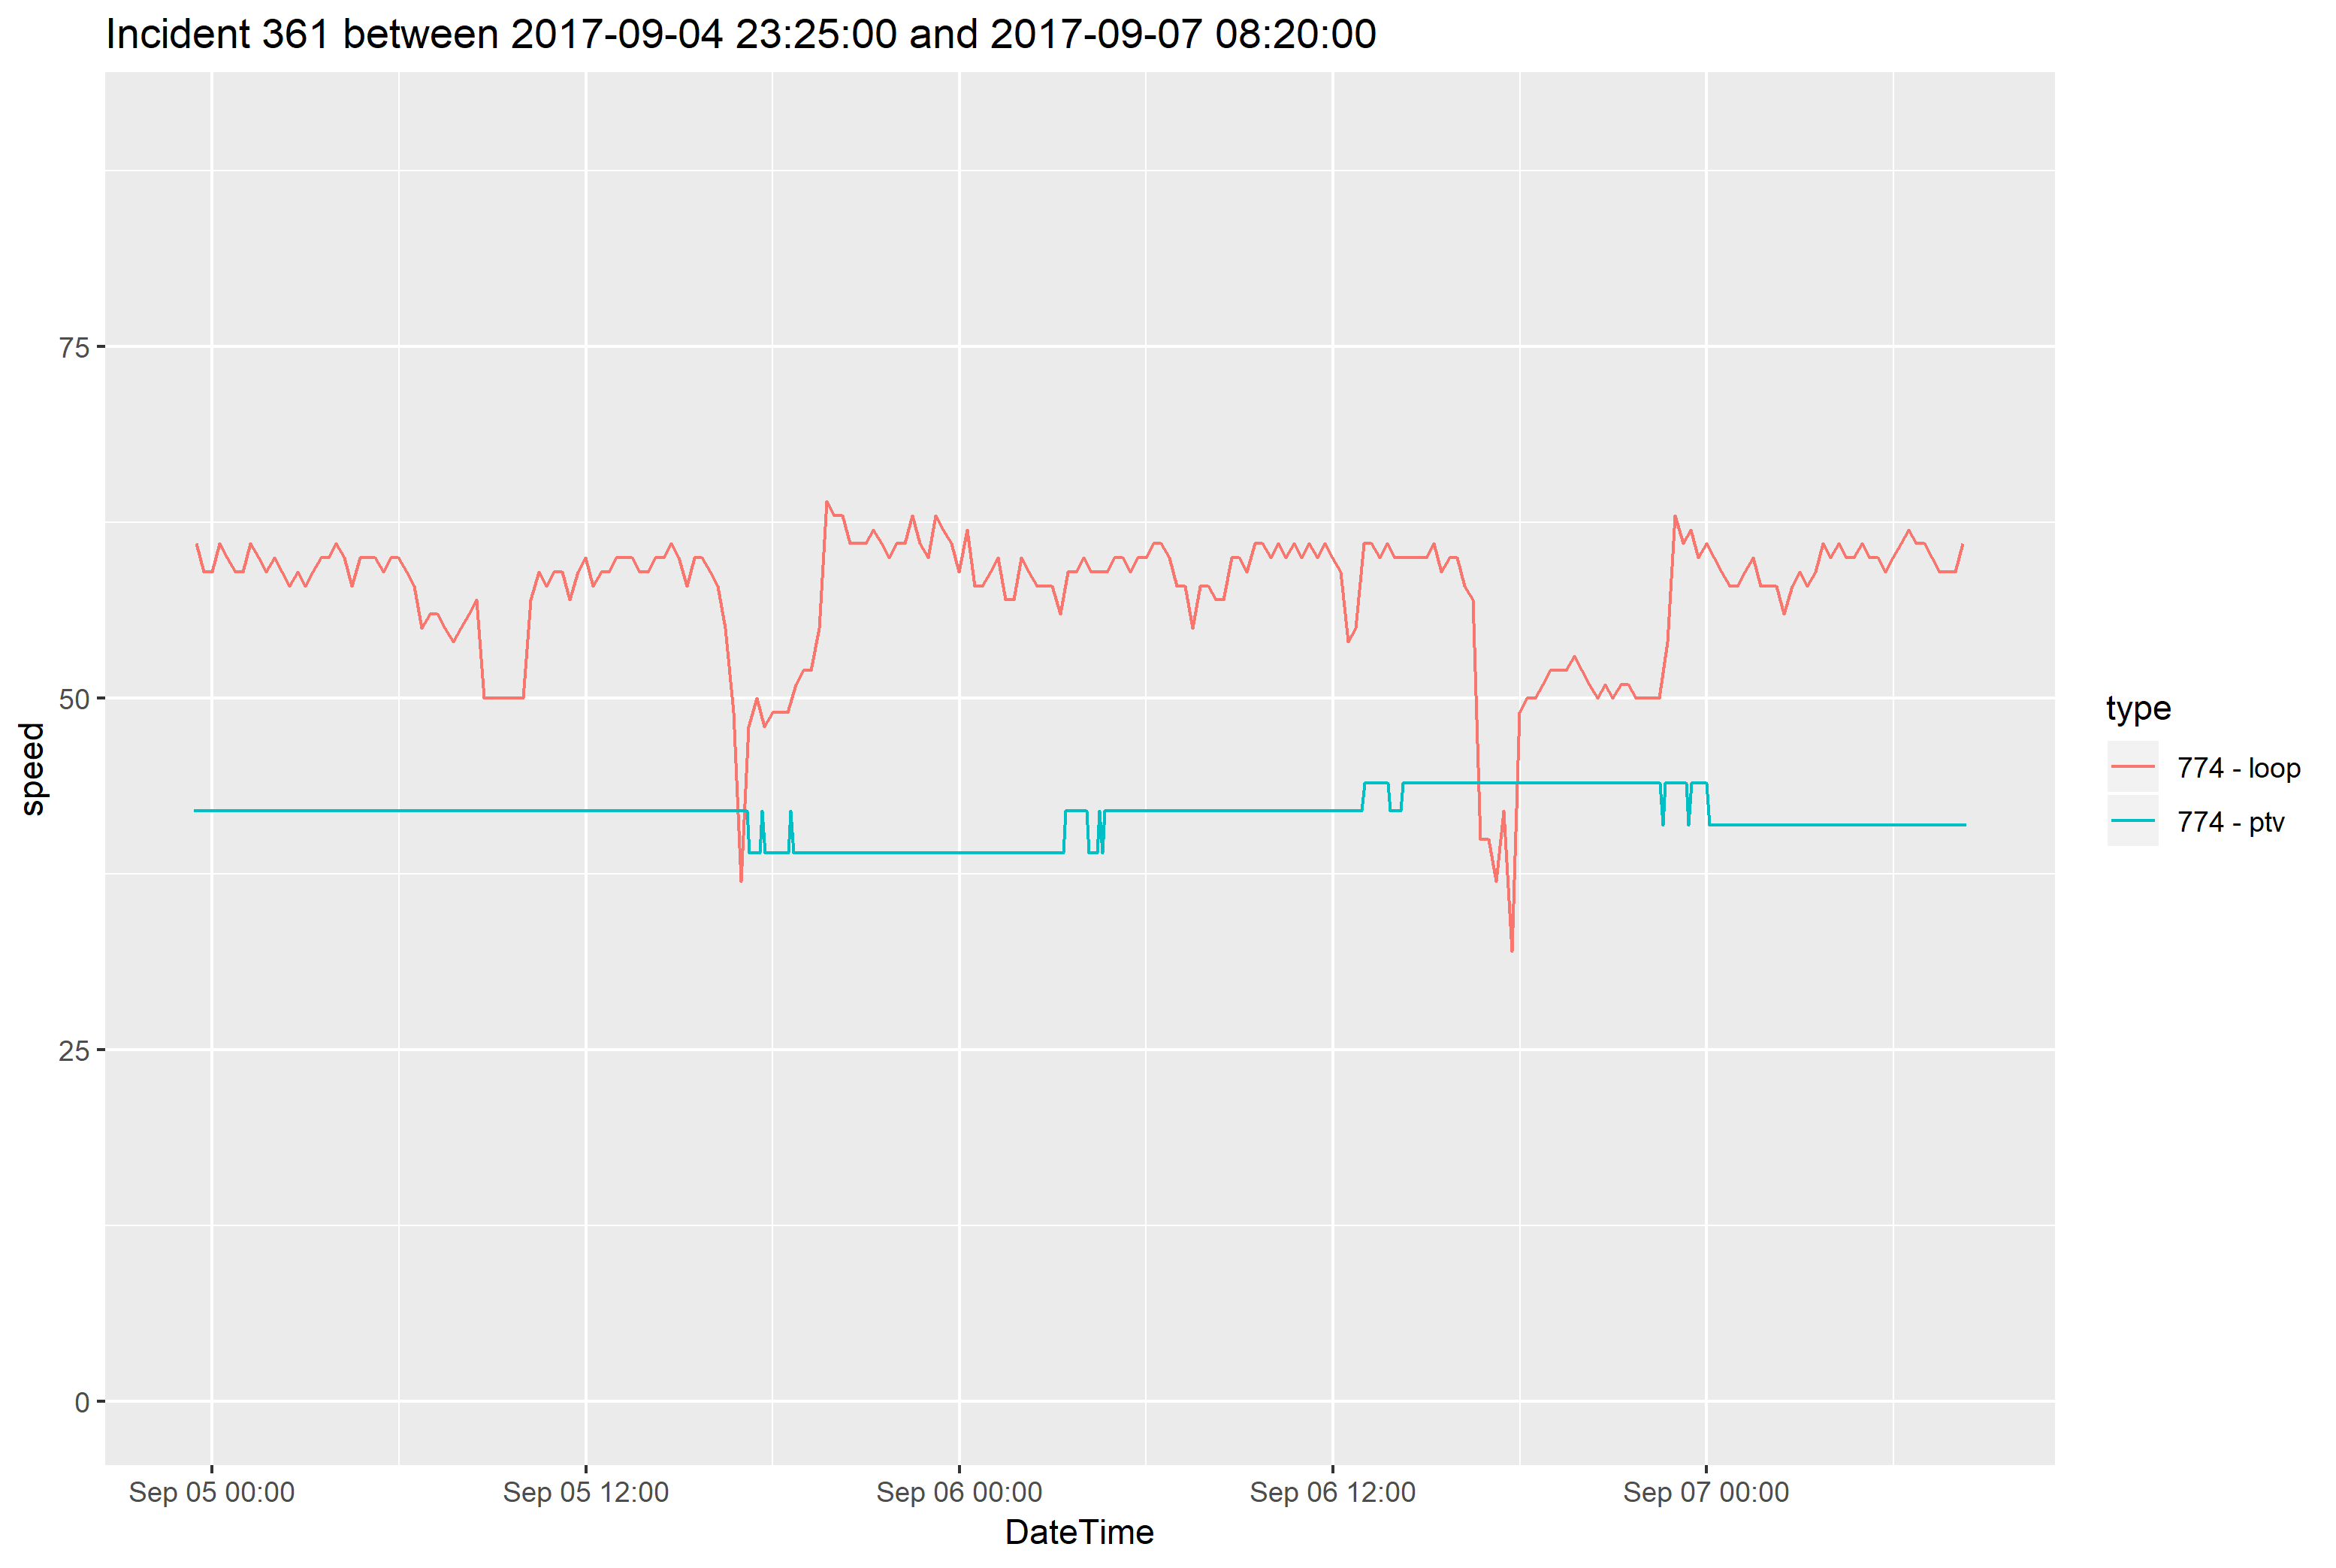 Incident 361 between 2017-09-04 23:25:00 and 2017-09-07 08:20:00
75
50
25
0
speed
Sep 05 00:00
Sep 05 12:00
Sep 06 00:00
Sep 06 12:00
Sep 07 00:00
DateTime
type
774 - loop
774 - ptv